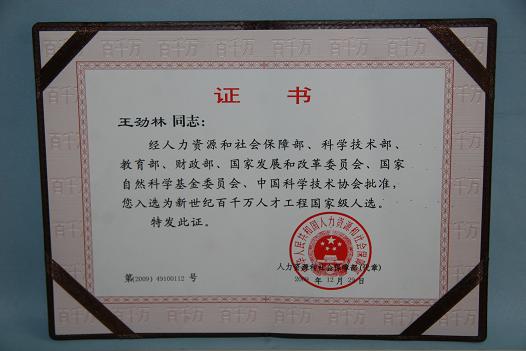 证 书
王劲林 同志:
经人力资源和社会保障部、科学技术部、
教育部、财政部、国家发展和改革委员会、国家
自然科学基金委员会、中国科学技术协会批准,
您入选为新世纪百千万人才工程国家级人选。
特发此证。
人力资源和社会保障部(代章)
第(2009) 49100112 号
2009 年 12 月 29 日